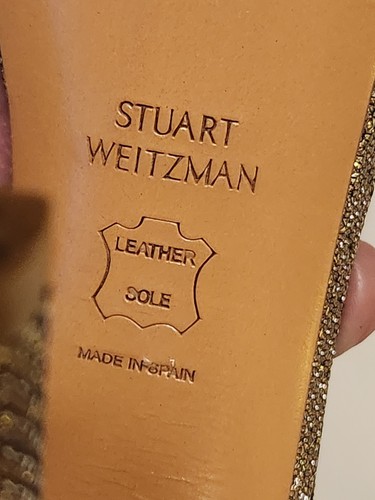 STUART
WEITZMAN
LEATHER
SOLE
MADE IN SPAIN